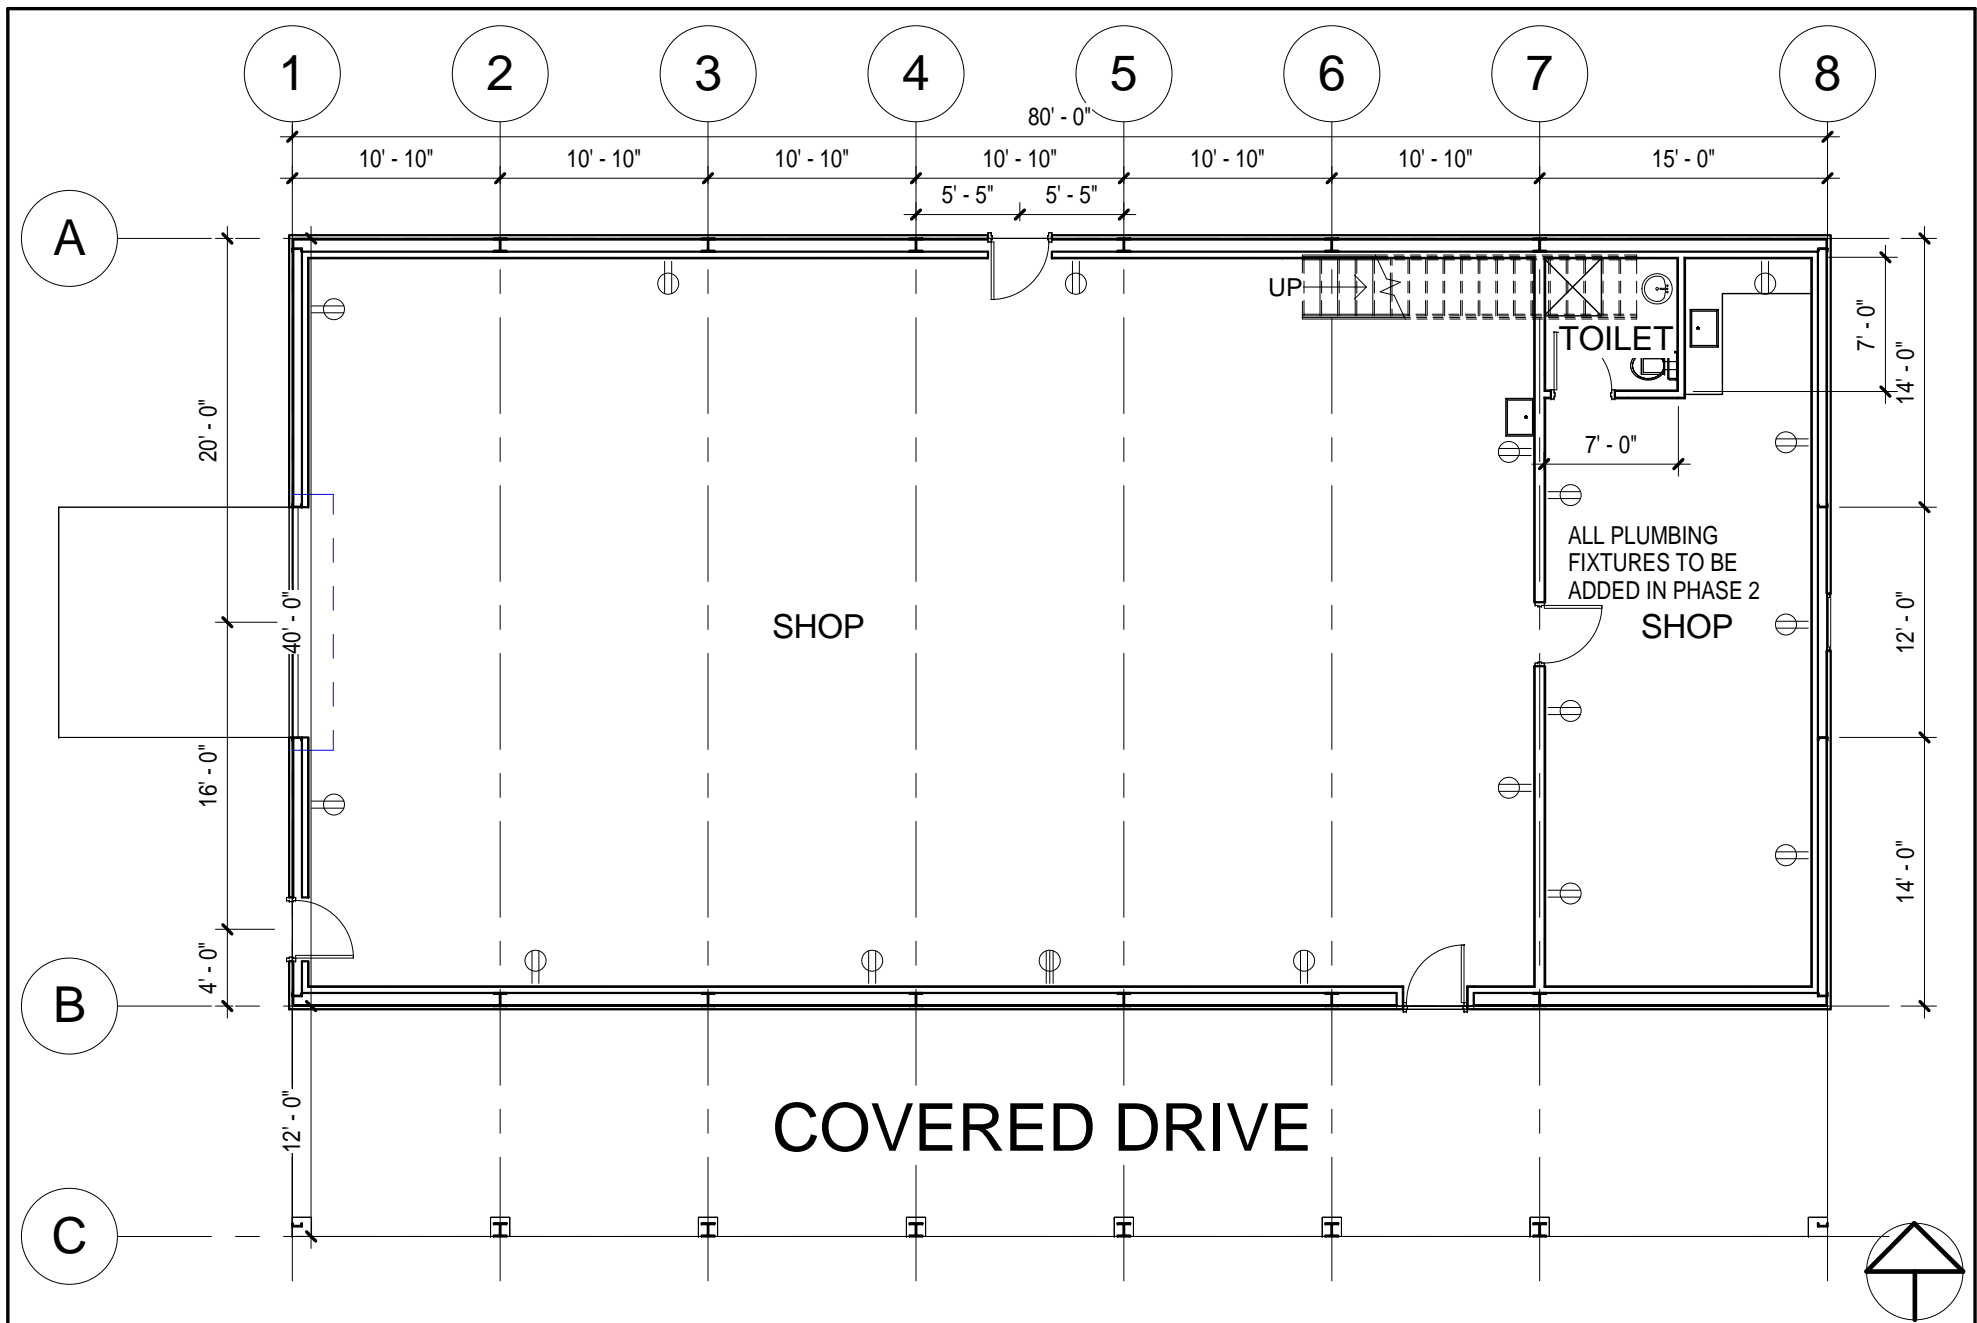 1 2 3 4 5 6 7 8
80' - 0"
10' - 10" 10' - 10" 10' - 10" 10' - 10" 10' - 10" 10' - 10" 15' - 0"
5' - 5" 5' - 5"
A
UP
TOILET
7' - 0"
14' - 0"
20' - 0"
7' - 0"
ALL PLUMBING
FIXTURES TO BE
ADDED IN PHASE 2
40' - 0"
SHOP
SHOP
12' - 0"
16' - 0"
14' - 0"
4' - 0"
B
12' - 0"
COVERED DRIVE
C